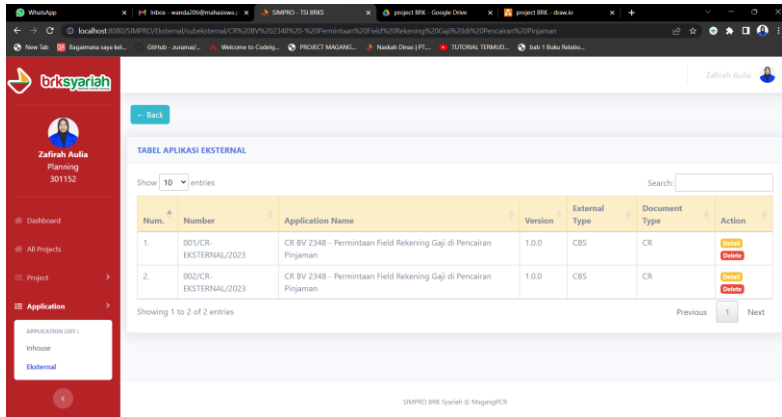 WhatsApp
Inbox - wanda20ti@mahasiswa.p
SIMPRO - TSI BRKS
project BRK - Google Drive
project BRK - draw.io
localhost:8080/SIMPRO/Eksternal/subeksternal/CR%20BV%202348%20-%20Permintaan%20Field%20Rekening%20Gaji%20di%20Pencairan%20Pinjaman
New Tab
Bagaimana saya kel...
GitHub - zuramai/...
Welcome to CodeIg...
PROJECT MAGANG...
Naskah Dinas | PT....
TUTORIAL TERMUD...
bab 1 Buku Relatio...
brksyariah
Zafirah Aulia
Planning
301152
Dashboard
All Projects
Project
Application
APPLICATION LIST :
Inhouse
Eksternal
Zafirah Aulia
← Back
TABEL APLIKASI EKSTERNAL
Show 10 entries
Search:
Num. Number Application Name Version External Type Document Type Action
1. 001/CR-EKSTERNAL/2023 CR BV 2348 - Permintaan Field Rekening Gaji di Pencairan Pinjaman 1.0.0 CBS CR Detail Delete
2. 002/CR-EKSTERNAL/2023 CR BV 2348 - Permintaan Field Rekening Gaji di Pencairan Pinjaman 1.0.0 CBS CR Detail Delete
Showing 1 to 2 of 2 entries
Previous 1 Next
SIMPRO BRK Syariah © MagangPCR